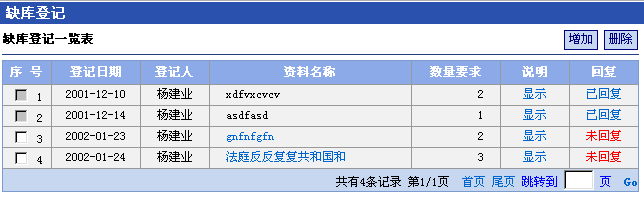 缺库登记
缺库登记一览表 增加 删除
序 号 登记日期 登记人 资料名称 数量要求 说明 回复
1 2001-12-10 杨建业 xdfvxcvcv 2 显示 已回复
2 2001-12-14 杨建业 asdfasd 1 显示 已回复
3 2002-01-23 杨建业 gnfnfgfn 2 显示 未回复
4 2002-01-24 杨建业 法庭反反复复共和国和 3 显示 未回复
共有4条记录 第1/1页 首页 尾页 跳转到 页 Go